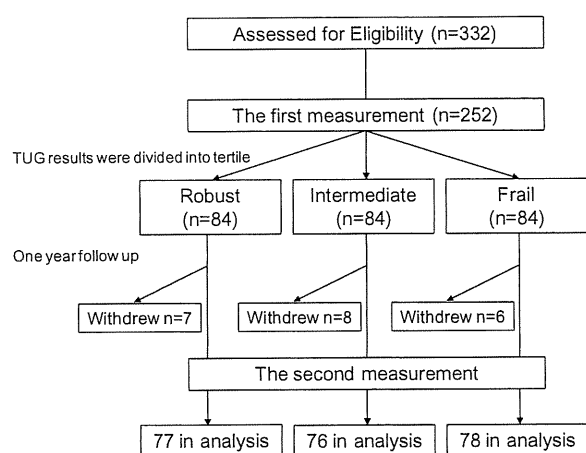 Assessed for Eligibility (n=332)
The first measurement (n=252)
TUG results were divided into tertile
Robust
(n=84)
Intermediate
(n=84)
Frail
(n=84)
One year follow up
Withdrew n=7
Withdrew n=8
Withdrew n=6
The second measurement
77 in analysis
76 in analysis
78 in analysis